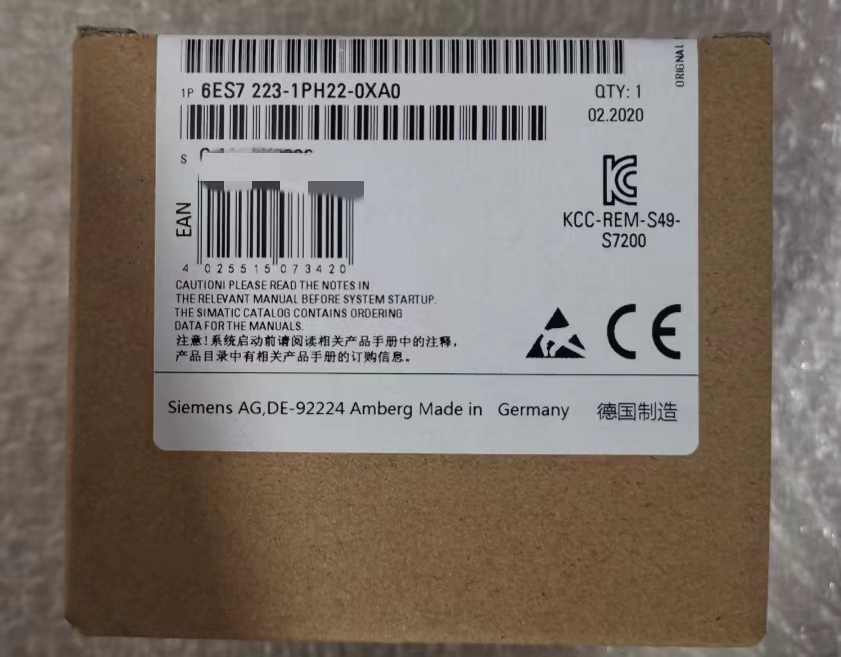 ORIGINAL
1P 6ES7 223-1PH22-0XA0
QTY: 1
02.2020
S
EAN
4 025515 073420
KCC-REM-S49-
S7200
CAUTION! PLEASE READ THE NOTES IN
THE RELEVANT MANUAL BEFORE SYSTEM STARTUP.
THE SIMATIC CATALOG CONTAINS ORDERING
DATA FOR THE MANUALS.
注意!系统启动前请阅读相关产品手册中的注释,
产品目录中有相关产品手册的订购信息。
CE
Siemens AG,DE-92224 Amberg Made in Germany 德国制造